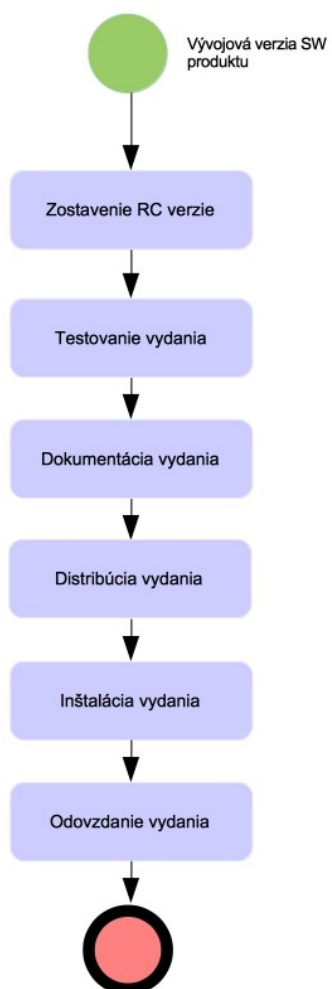 Vývojová verzia SW
produktu
Zostavenie RC verzie
Testovanie vydania
Dokumentácia vydania
Distribúcia vydania
Inštalácia vydania
Odovzdanie vydania